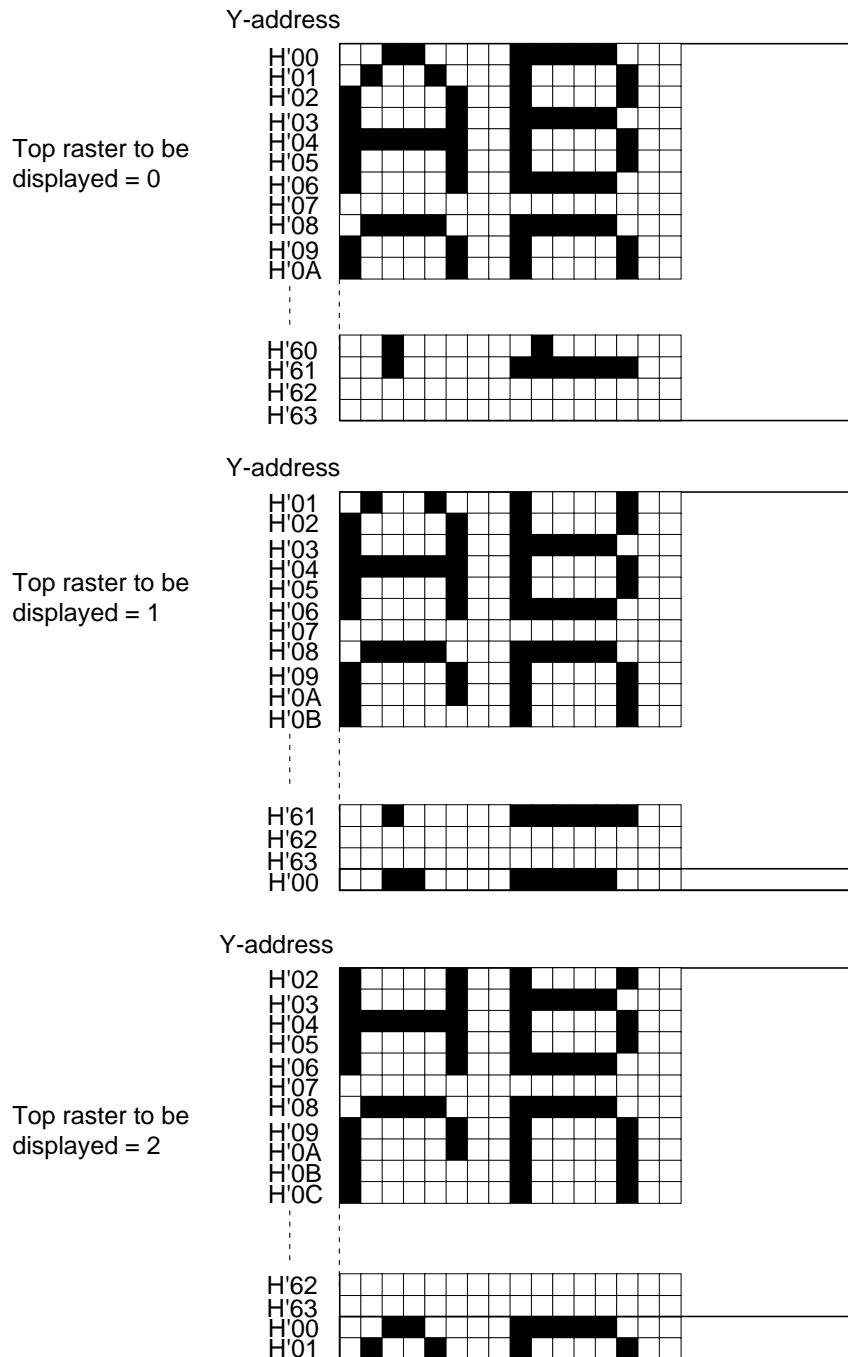 Y-address
H'00
H'01
H'02
H'03
H'04
H'05
H'06
H'07
H'08
H'09
H'0A
H'60
H'61
H'62
H'63
Top raster to be
displayed = 0
Y-address
H'01
H'02
H'03
H'04
H'05
H'06
H'07
H'08
H'09
H'0A
H'0B
H'61
H'62
H'63
H'00
Top raster to be
displayed = 1
Y-address
H'02
H'03
H'04
H'05
H'06
H'07
H'08
H'09
H'0A
H'0B
H'0C
H'62
H'63
H'00
H'01
Top raster to be
displayed = 2